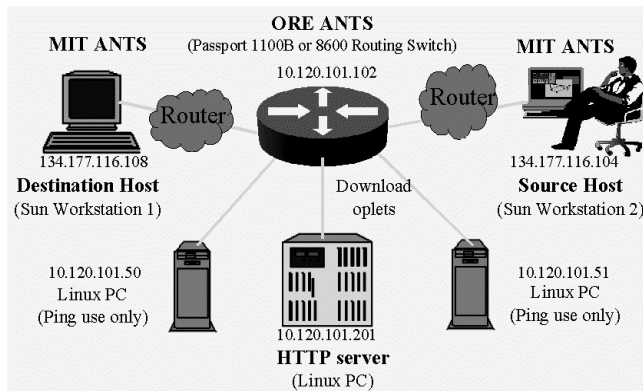 ORE ANTS
MIT ANTS
(Passport 1100B or 8600 Routing Switch)
MIT ANTS
10.120.101.102
Router
Router
134.177.116.108
Destination Host
(Sun Workstation 1)
134.177.116.104
Source Host
(Sun Workstation 2)
Download
oplets
10.120.101.50
Linux PC
(Ping use only)
10.120.101.201
HTTP server
(Linux PC)
10.120.101.51
Linux PC
(Ping use only)